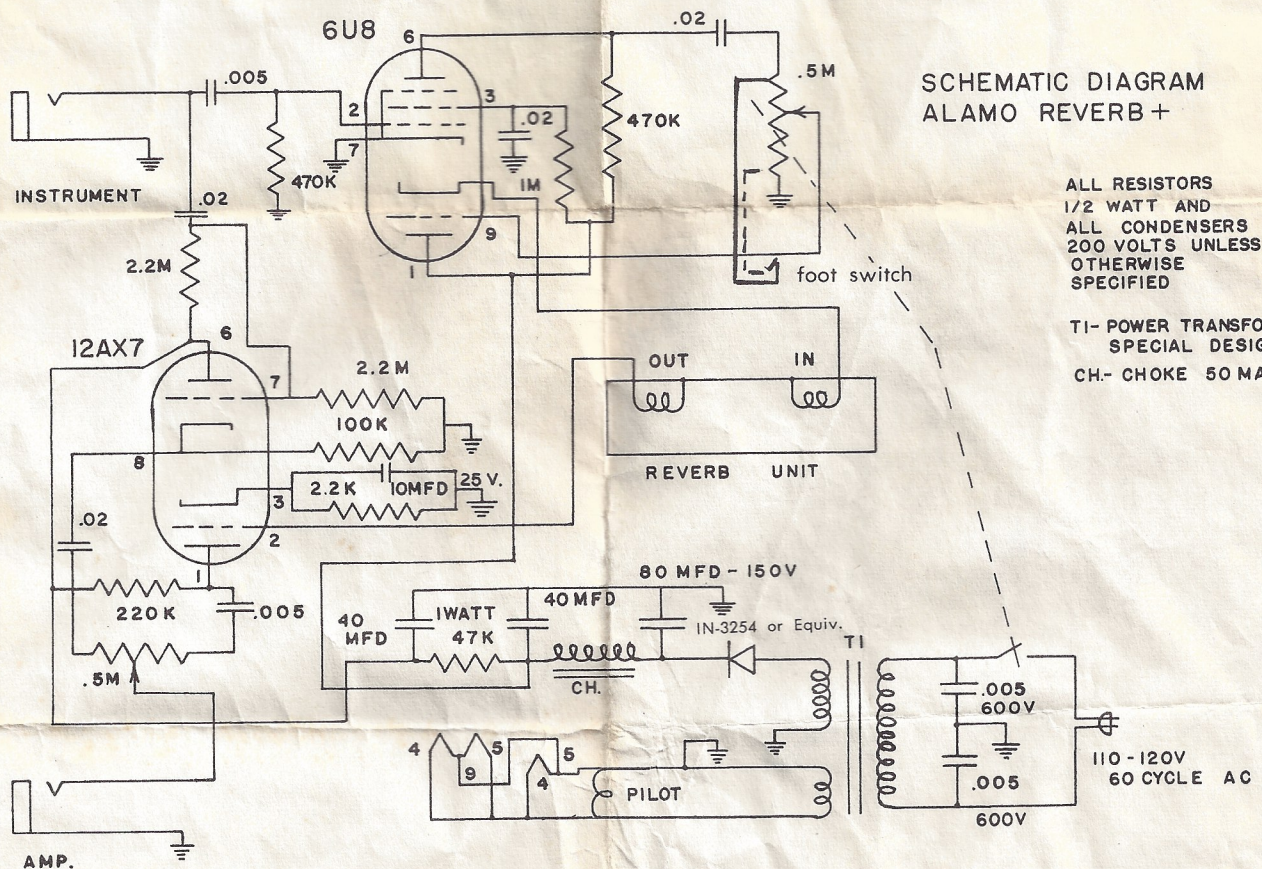 6U8
6
.005
2
7
470K
3
.02
1M
9
1
470K
.02
.5M
foot switch
SCHEMATIC DIAGRAM
ALAMO REVERB+
ALL RESISTORS
1/2 WATT AND
ALL CONDENSERS
200 VOLTS UNLESS
OTHERWISE
SPECIFIED
T1- POWER TRANSFO
SPECIAL DESIG
CH.- CHOKE 50 MA
INSTRUMENT
.02
2.2M
12AX7
6
7
2.2M
100K
8
3
2.2K
10MFD
25 V.
2
.02
1
220K
.005
.5M
OUT
IN
REVERB UNIT
40
MFD
1WATT
47K
40 MFD
80 MFD - 150V
IN-3254 or Equiv.
CH.
T1
.005
600V
.005
600V
110-120V
60 CYCLE AC
4
5
9
5
4
PILOT
AMP.